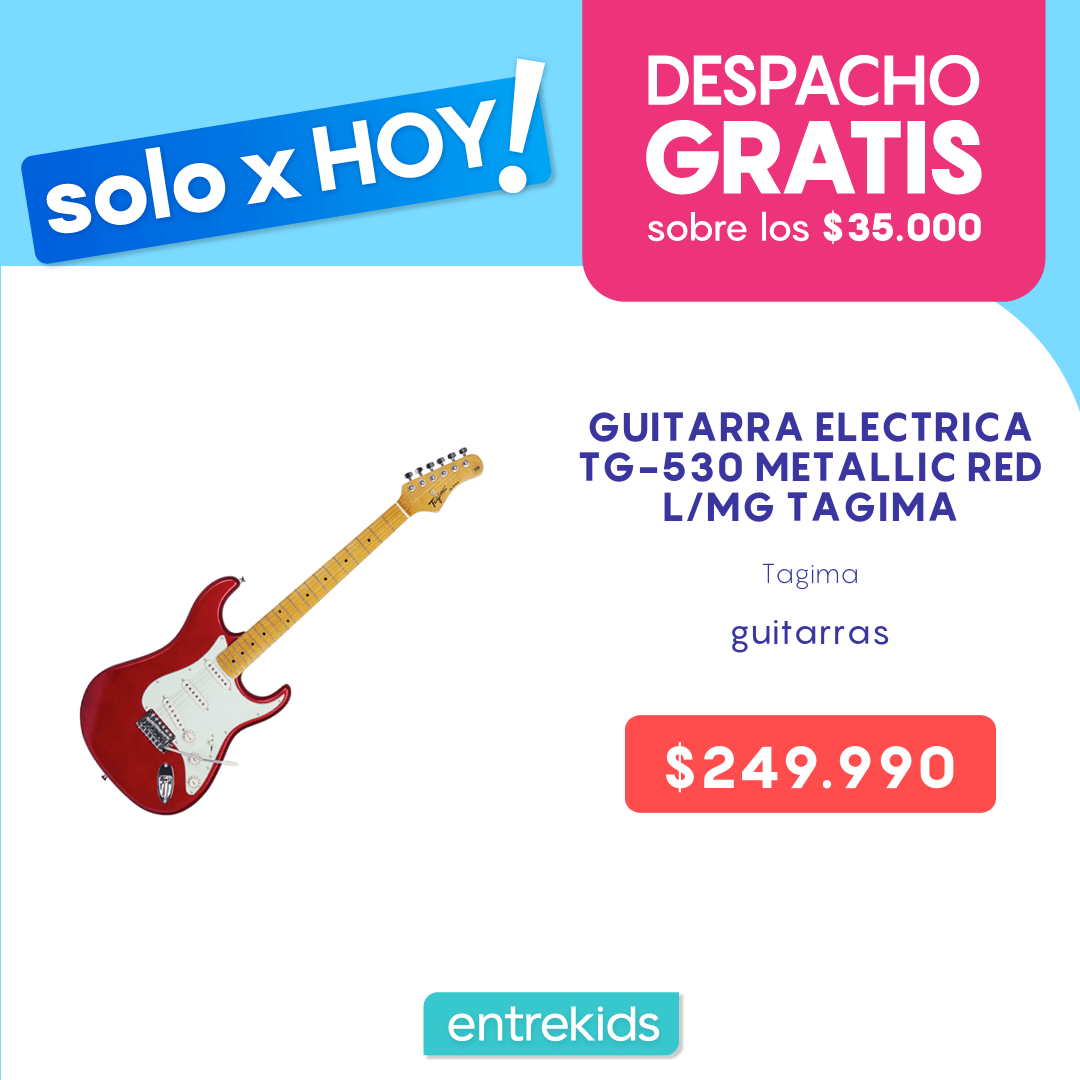 solo x HOY!
DESPACHO
GRATIS
sobre los $35.000
GUITARRA ELECTRICA
TG-530 METALLIC RED
L/MG TAGIMA
Tagima
guitarras
$249.990
Tagima
entrekids